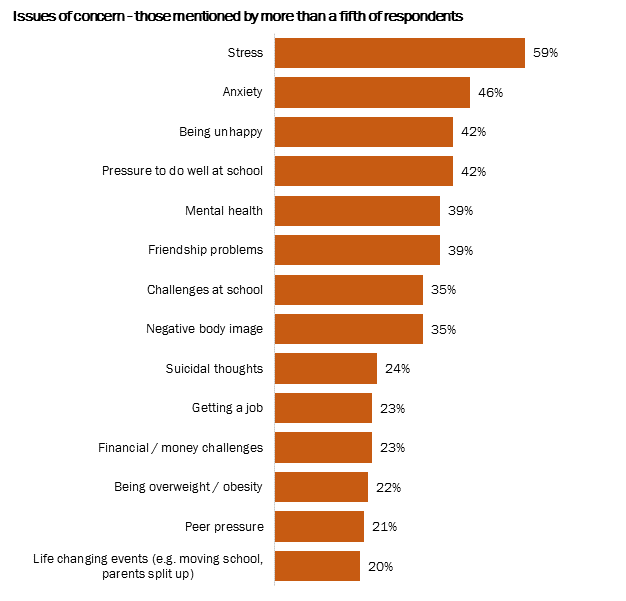 Issues of concern - those mentioned by more than a fifth of respondents
Stress 59%
Anxiety 46%
Being unhappy 42%
Pressure to do well at school 42%
Mental health 39%
Friendship problems 39%
Challenges at school 35%
Negative body image 35%
Suicidal thoughts 24%
Getting a job 23%
Financial / money challenges 23%
Being overweight / obesity 22%
Peer pressure 21%
Life changing events (e.g. moving school,
parents split up) 20%